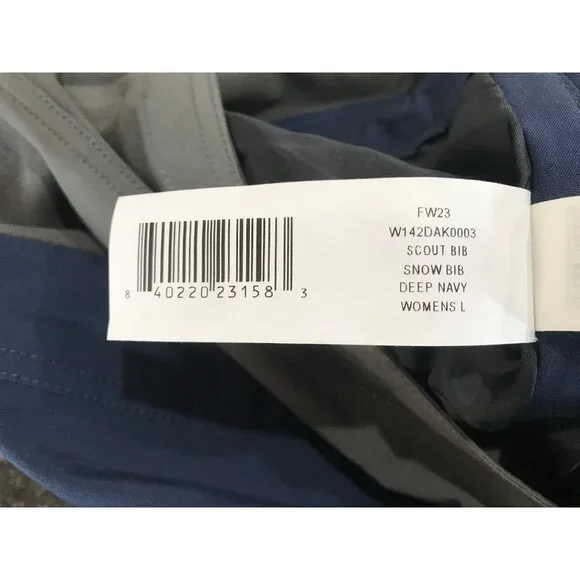 FW23
W142DAK0003
SCOUT BIB
SNOW BIB
DEEP NAVY
WOMENS L
8 40220 23158 3